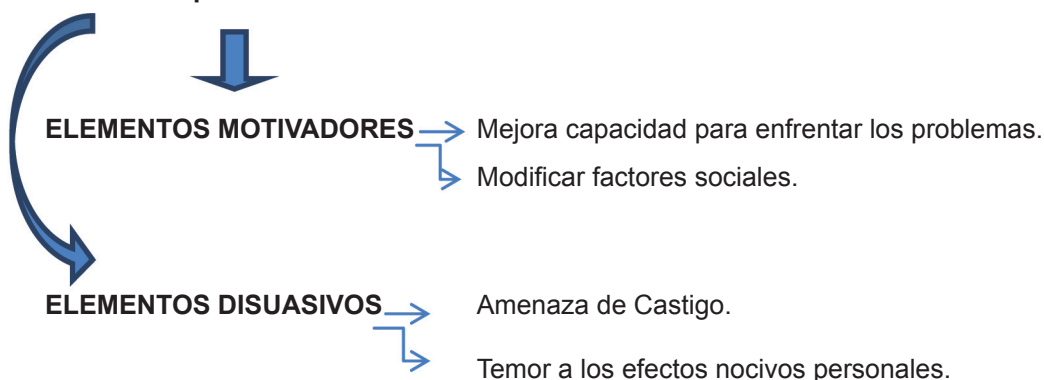 ELEMENTOS MOTIVADORES Mejora capacidad para enfrentar los problemas.
Modificar factores sociales.
ELEMENTOS DISUASIVOS Amenaza de Castigo.
Temor a los efectos nocivos personales.